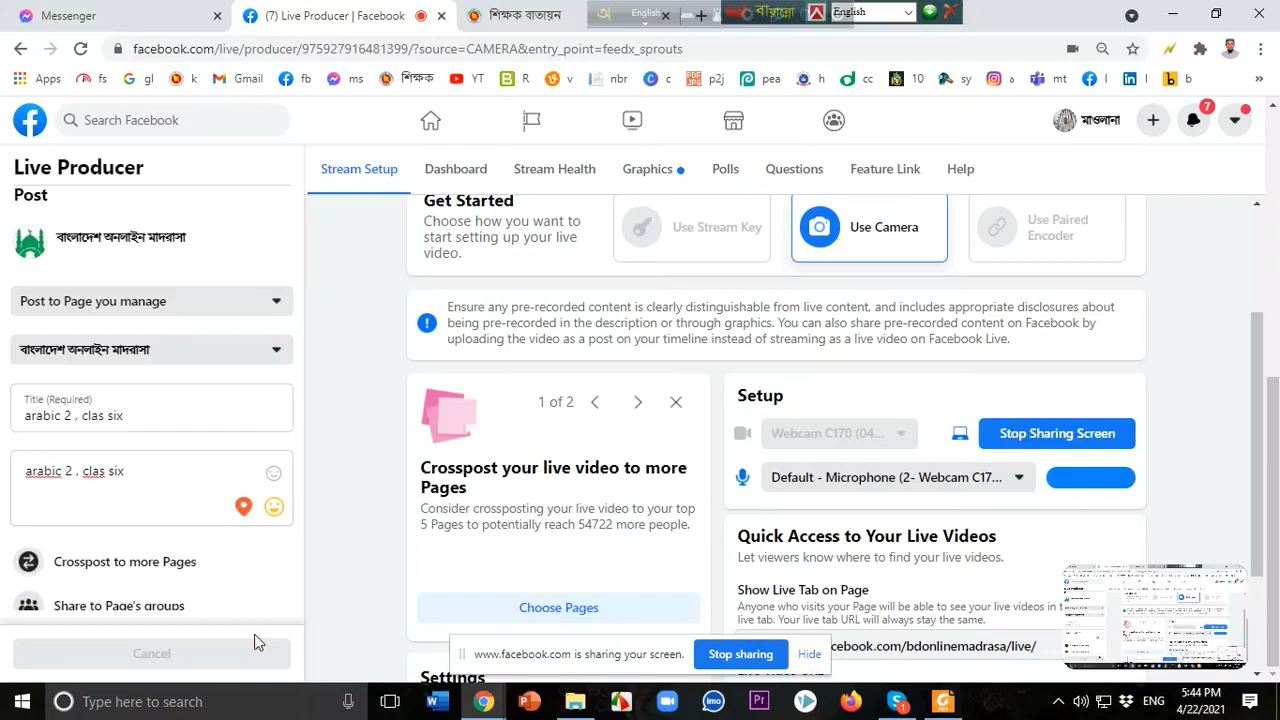 Messenger
(7) Live Producer | Facebook
শিক্ষক বাতায়ন
English
বাংলা
English
facebook.com/live/producer/975927916481399/?source=CAMERA&entry_point=feedx_sprouts
Apps fs gl k Gmail fb ms শিক্ষক YT R v nbr c p2j pea h cc 10 sy ০ mt l in b
Search Facebook
মাওলানা
7
Live Producer
Post
বাংলাদেশ অনলাইন মাদরাসা
Post to Page you manage
বাংলাদেশ অনলাইন মাদরাসা
Title (Required)
arabic 2 , clas six
arabic 2 , clas six
Crosspost to more Pages
Share to Page's groups
Cancel
Stream Setup Dashboard Stream Health Graphics Polls Questions Feature Link Help
Get Started
Choose how you want to
start setting up your live
video.
Use Stream Key
Use Camera
Use Paired
Encoder
Ensure any pre-recorded content is clearly distinguishable from live content, and includes appropriate disclosures about
being pre-recorded in the description or through graphics. You can also share pre-recorded content on Facebook by
uploading the video as a post on your timeline instead of streaming as a live video on Facebook Live.
1 of 2
Crosspost your live video to more
Pages
Consider crossposting your live video to your top
5 Pages to potentially reach 54722 more people.
Choose Pages
Setup
Webcam C170 (04...
Stop Sharing Screen
Default - Microphone (2- Webcam C17...
Quick Access to Your Live Videos
Let viewers know where to find your live videos.
Show Live Tab on Page
Anyone who visits your Page will be able to see your live videos in t
live tab. Your live tab URL will always stay the same.
cebook.com/bdonlinemadrasa/live/
ook.com is sharing your screen.
Stop sharing
Hide
Settings
Type here to search
ENG
5:44 PM
4/22/2021